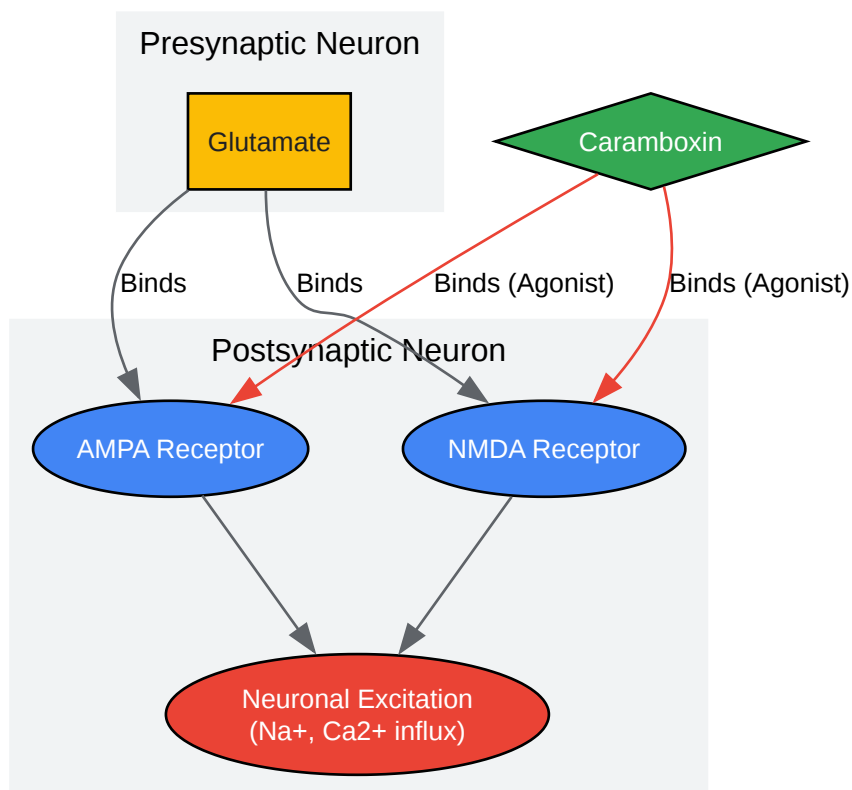 Presynaptic Neuron
Glutamate
Caramboxin
Binds
Binds
Binds (Agonist)
Binds (Agonist)
Postsynaptic Neuron
AMPA Receptor
NMDA Receptor
Neuronal Excitation
(Na+, Ca2+ influx)